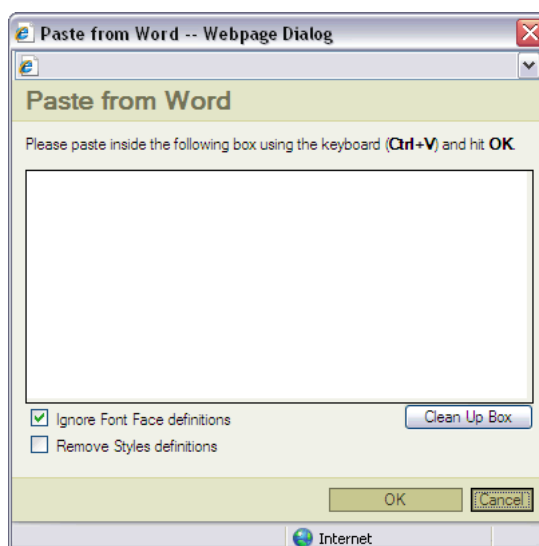 Paste from Word -- Webpage Dialog
Paste from Word
Please paste inside the following box using the keyboard (Ctrl+V) and hit OK.
Ignore Font Face definitions
Clean Up Box
Remove Styles definitions
OK
Cancel
Internet